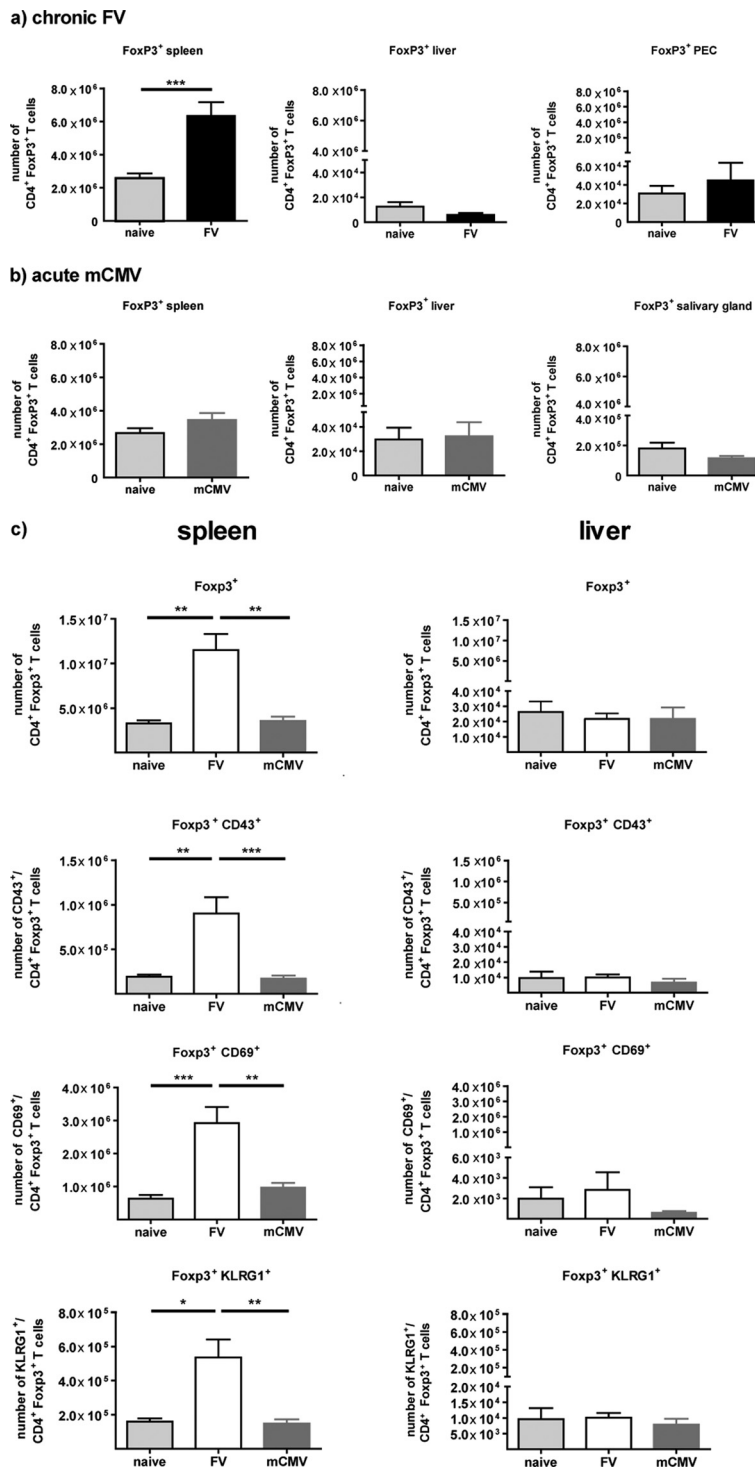 a) chronic FV
FoxP3⁺ spleen
number of
CD4⁺ FoxP3⁺ T cells
8.0 x 10⁶
6.0 x 10⁶
4.0 x 10⁶
2.0 x 10⁶
0
***
naive FV
FoxP3⁺ liver
number of
CD4⁺ FoxP3⁺ T cells
8.0 x 10⁶
6.0 x 10⁶
4.0 x 10⁶
2.0 x 10⁴
0
naive FV
FoxP3⁺ PEC
number of
CD4⁺ FoxP3⁺ T cells
8.0 x 10⁶
6.0 x 10⁶
4.0 x 10⁶
2.0 x 10⁶
6.0 x 10⁴
4.0 x 10⁴
2.0 x 10⁴
0
naive FV
b) acute mCMV
FoxP3⁺ spleen
number of
CD4⁺ FoxP3⁺ T cells
8.0 x 10⁶
6.0 x 10⁶
4.0 x 10⁶
2.0 x 10⁶
0
naive mCMV
FoxP3⁺ liver
number of
CD4⁺ FoxP3⁺ T cells
8.0 x 10⁶
6.0 x 10⁶
4.0 x 10⁶
2.0 x 10⁶
4.0 x 10⁴
2.0 x 10⁴
0
naive mCMV
FoxP3⁺ salivary gland
number of
CD4⁺ FoxP3⁺ T cells
8.0 x 10⁶
6.0 x 10⁶
4.0 x 10⁶
4.0 x 10⁵
2.0 x 10⁵
0
naive mCMV
c)
spleen
liver
Foxp3⁺
number of
CD4⁺ Foxp3⁺ T cells
1.5 x 10⁷
1.0 x 10⁷
5.0 x 10⁶
** **
naive FV mCMV
Foxp3⁺
number of
CD4⁺ Foxp3⁺ T cells
1.5 x 10⁷
1.0 x 10⁷
5.0 x 10⁶
4.0 x 10⁴
3.0 x 10⁴
2.0 x 10⁴
1.0 x 10⁴
naive FV mCMV
Foxp3⁺ CD43⁺
number of CD43⁺/
CD4⁺ Foxp3⁺ T cells
1.5 x 10⁶
1.0 x 10⁶
5.0 x 10⁵
** ***
naive FV mCMV
Foxp3⁺ CD43⁺
number of CD43⁺/
CD4⁺ Foxp3⁺ T cells
1.5 x 10⁶
1.0 x 10⁶
5.0 x 10⁵
4.0 x 10⁴
3.0 x 10⁴
2.0 x 10⁴
1.0 x 10⁴
naive FV mCMV
Foxp3⁺ CD69⁺
number of CD69⁺/
CD4⁺ Foxp3⁺ T cells
4.0 x 10⁶
3.0 x 10⁶
2.0 x 10⁶
1.0 x 10⁶
*** **
naive FV mCMV
Foxp3⁺ CD69⁺
number of CD69⁺/
CD4⁺ Foxp3⁺ T cells
4.0 x 10⁶
3.0 x 10⁶
2.0 x 10⁶
1.0 x 10⁶
6.0 x 10³
4.0 x 10³
2.0 x 10³
naive FV mCMV
Foxp3⁺ KLRG1⁺
number of KLRG1⁺/
CD4⁺ Foxp3⁺ T cells
8.0 x 10⁵
6.0 x 10⁵
4.0 x 10⁵
2.0 x 10⁵
* **
naive FV mCMV
Foxp3⁺ KLRG1⁺
number of KLRG1⁺/
CD4⁺ Foxp3⁺ T cells
8.0 x 10⁵
6.0 x 10⁵
4.0 x 10⁵
2.0 x 10⁵
2.0 x 10⁴
1.5 x 10⁴
1.0 x 10⁴
5.0 x 10³
naive FV mCMV